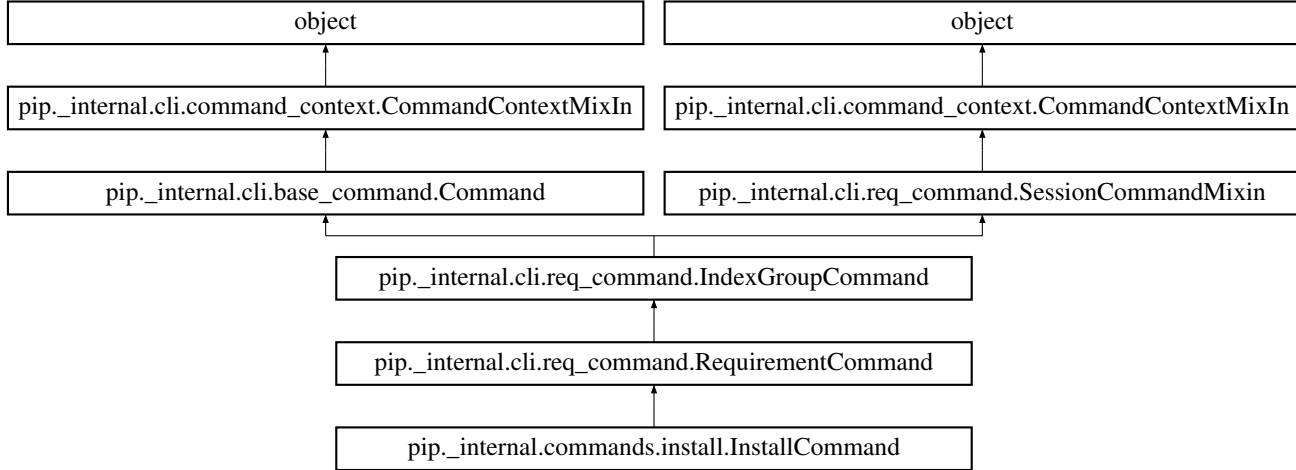 object
object
pip._internal.cli.command_context.CommandContextMixIn
pip._internal.cli.command_context.CommandContextMixIn
pip._internal.cli.base_command.Command
pip._internal.cli.req_command.SessionCommandMixin
pip._internal.cli.req_command.IndexGroupCommand
pip._internal.cli.req_command.RequirementCommand
pip._internal.commands.install.InstallCommand